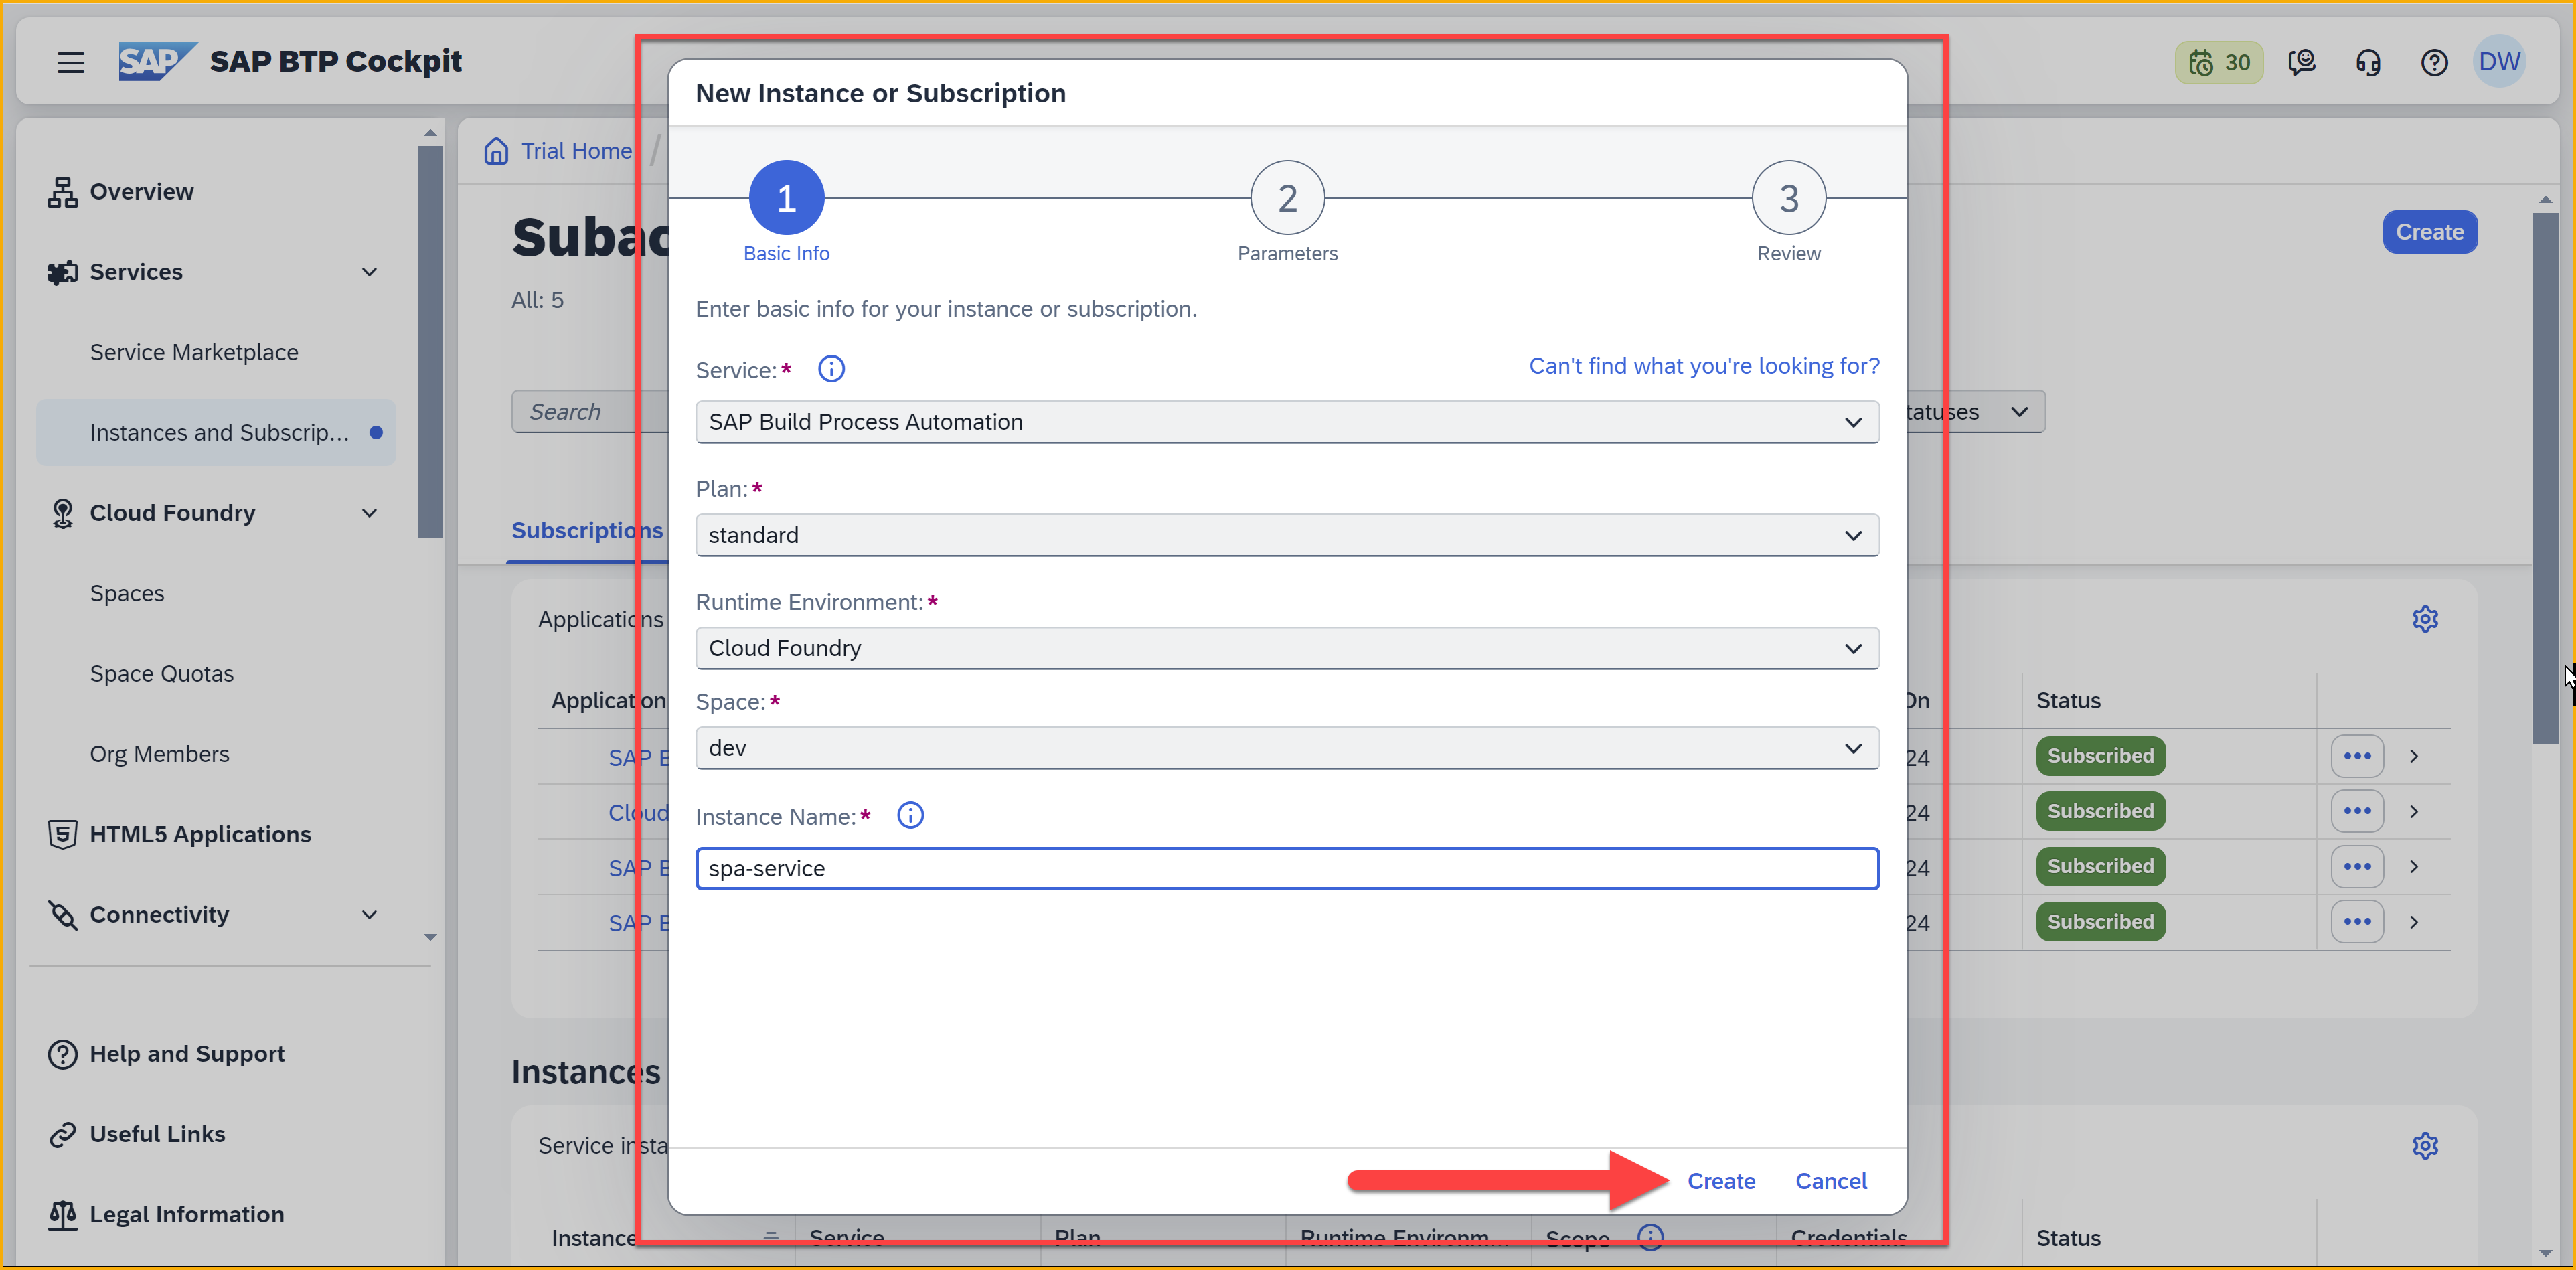 SAP SAP BTP Cockpit
30
DW
Overview
Services
Service Marketplace
Instances and Subscrip...
Cloud Foundry
Spaces
Space Quotas
Org Members
HTML5 Applications
Connectivity
Help and Support
Useful Links
Legal Information
Trial Home /
All: 5
Create
Search
Subscriptions
Applications
Application
Status
SAP
24
Subscribed
Cloud
24
Subscribed
SAP
24
Subscribed
SAP
24
Subscribed
Instances
Service
Instance
Service
Plan
Runtime Environm...
Scope
Credentials
Status
New Instance or Subscription
1
2
3
Basic Info
Parameters
Review
Enter basic info for your instance or subscription.
Service:*
Can't find what you're looking for?
SAP Build Process Automation
Plan:*
standard
Runtime Environment:*
Cloud Foundry
Space:*
dev
Instance Name:*
spa-service
Create
Cancel